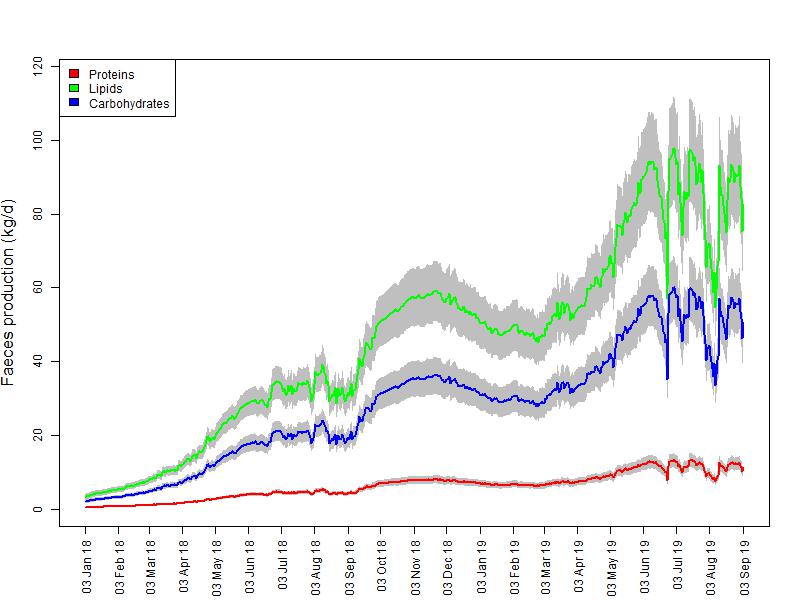 Proteins
Lipids
Carbohydrates
Faeces production (kg/d)
120
100
80
60
40
20
0
03 Jan 18
03 Feb 18
03 Mar 18
03 Apr 18
03 May 18
03 Jun 18
03 Jul 18
03 Aug 18
03 Sep 18
03 Oct 18
03 Nov 18
03 Dec 18
03 Jan 19
03 Feb 19
03 Mar 19
03 Apr 19
03 May 19
03 Jun 19
03 Jul 19
03 Aug 19
03 Sep 19